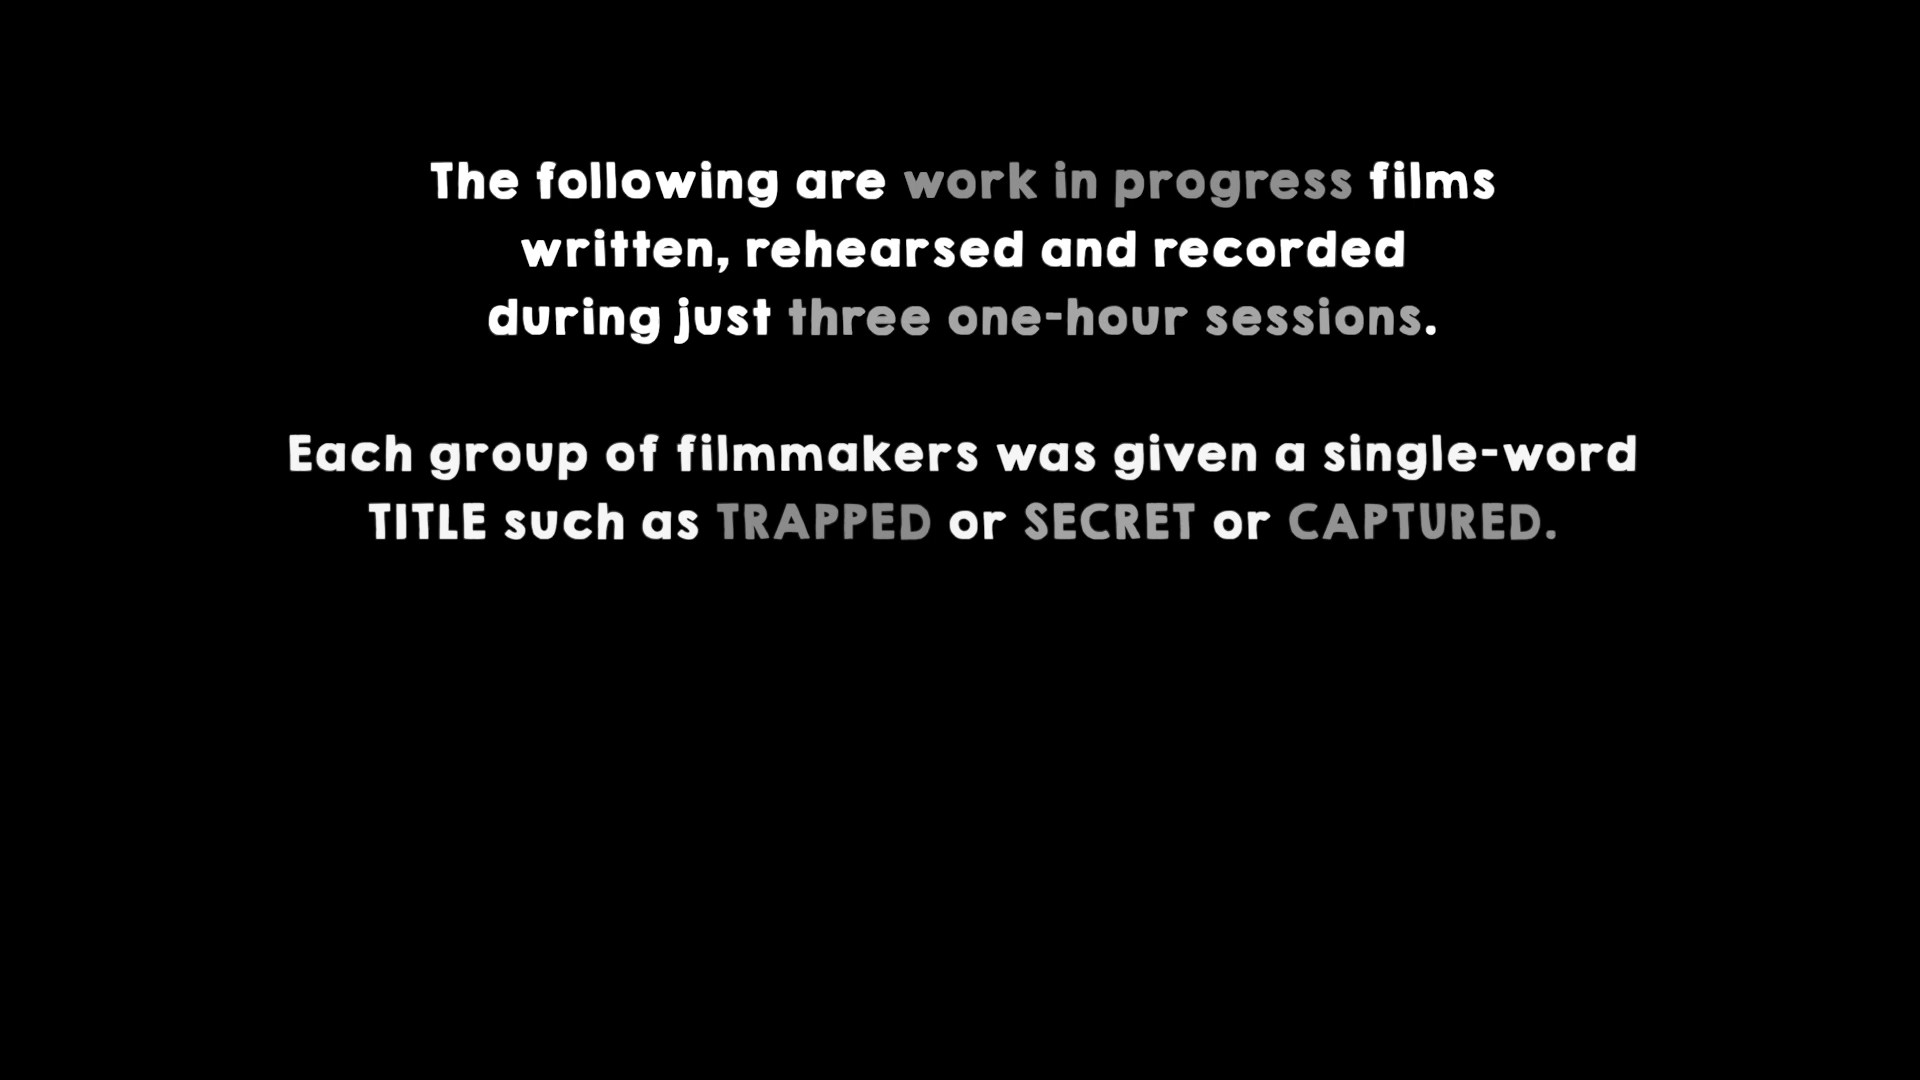 The following are work in progress films
written, rehearsed and recorded
during just three one-hour sessions.
Each group of filmmakers was given a single-word
TITLE such as TRAPPED or SECRET or CAPTURED.